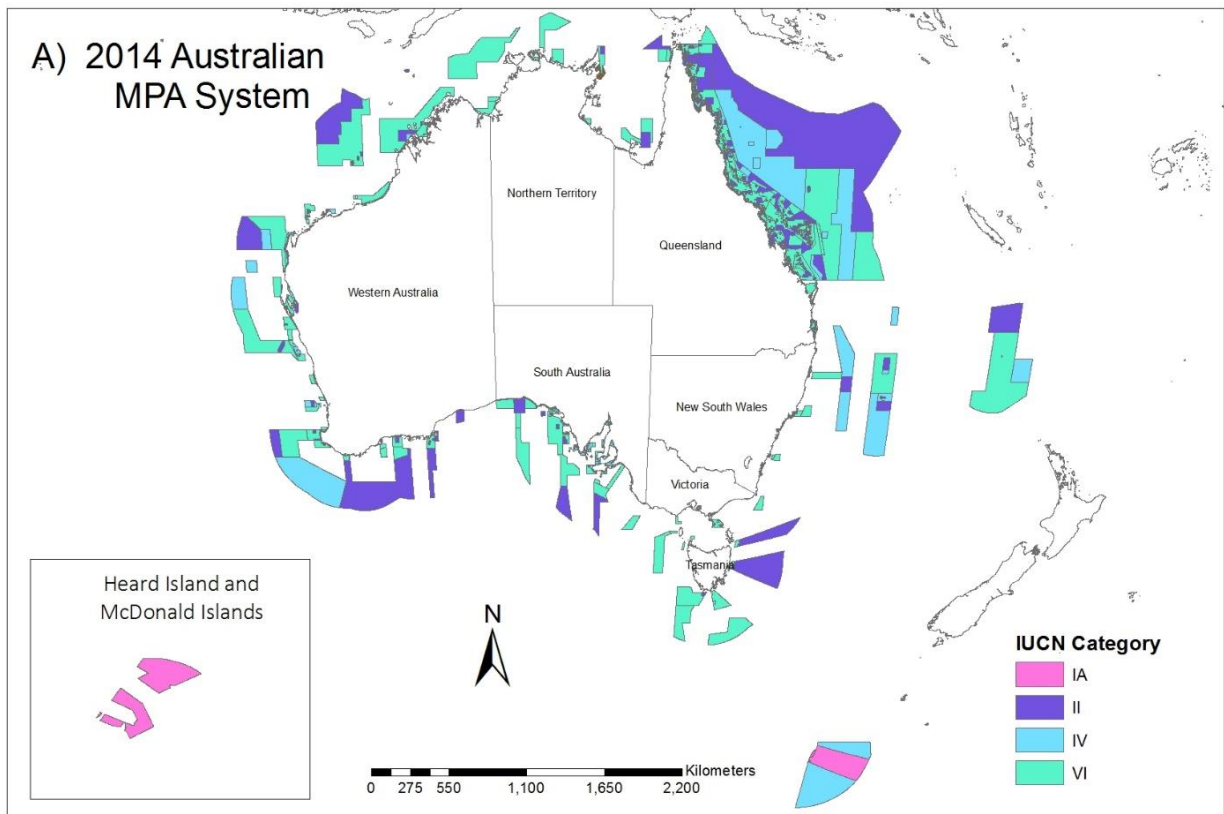 A) 2014 Australian
MPA System
Northern Territory
Queensland
Western Australia
South Australia
New South Wales
Victoria
Tasmania
Heard Island and
McDonald Islands
N
IUCN Category
IA
II
IV
VI
Kilometers
0 275 550 1,100 1,650 2,200